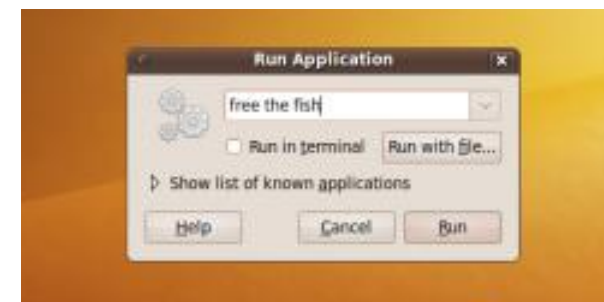 Run Application
free the fish
Run in terminal
Run with file...
Show list of known applications
Help
Cancel
Run